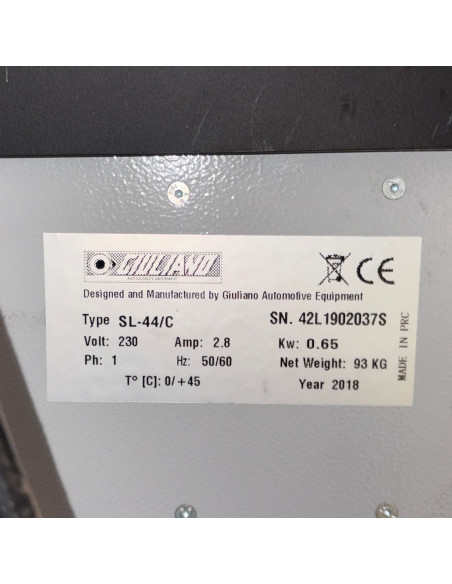 GIULIANO
Designed and Manufactured by Giuliano Automotive Equipment
Type SL-44/C SN. 42L1902037S
Volt: 230 Amp: 2.8 Kw: 0.65
Ph: 1 Hz: 50/60 Net Weight: 93 KG
T° [C]: 0/+45 Year 2018
MADE IN PRC